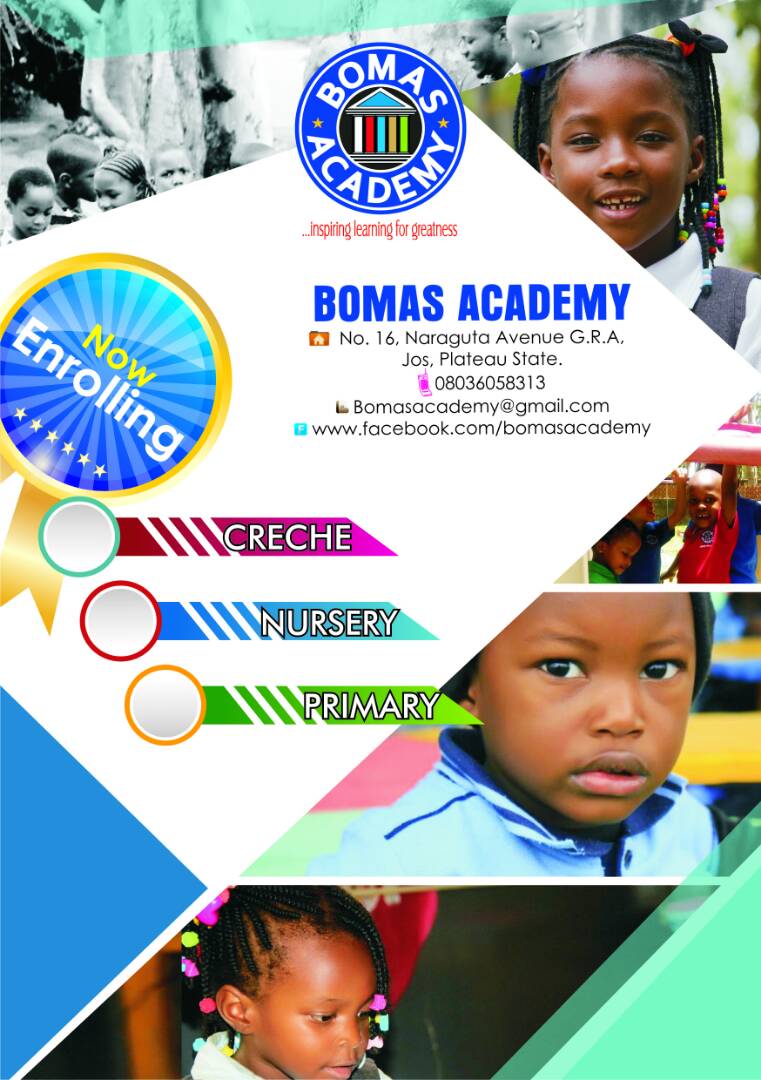 BOMAS
ACADEMY
...inspiring learning for greatness
BOMAS ACADEMY
No. 16, Naraguta Avenue G.R.A,
Jos, Plateau State.
08036058313
Bomasacademy@gmail.com
www.facebook.com/bomasacademy
Now
Enrolling
CRECHE
NURSERY
PRIMARY